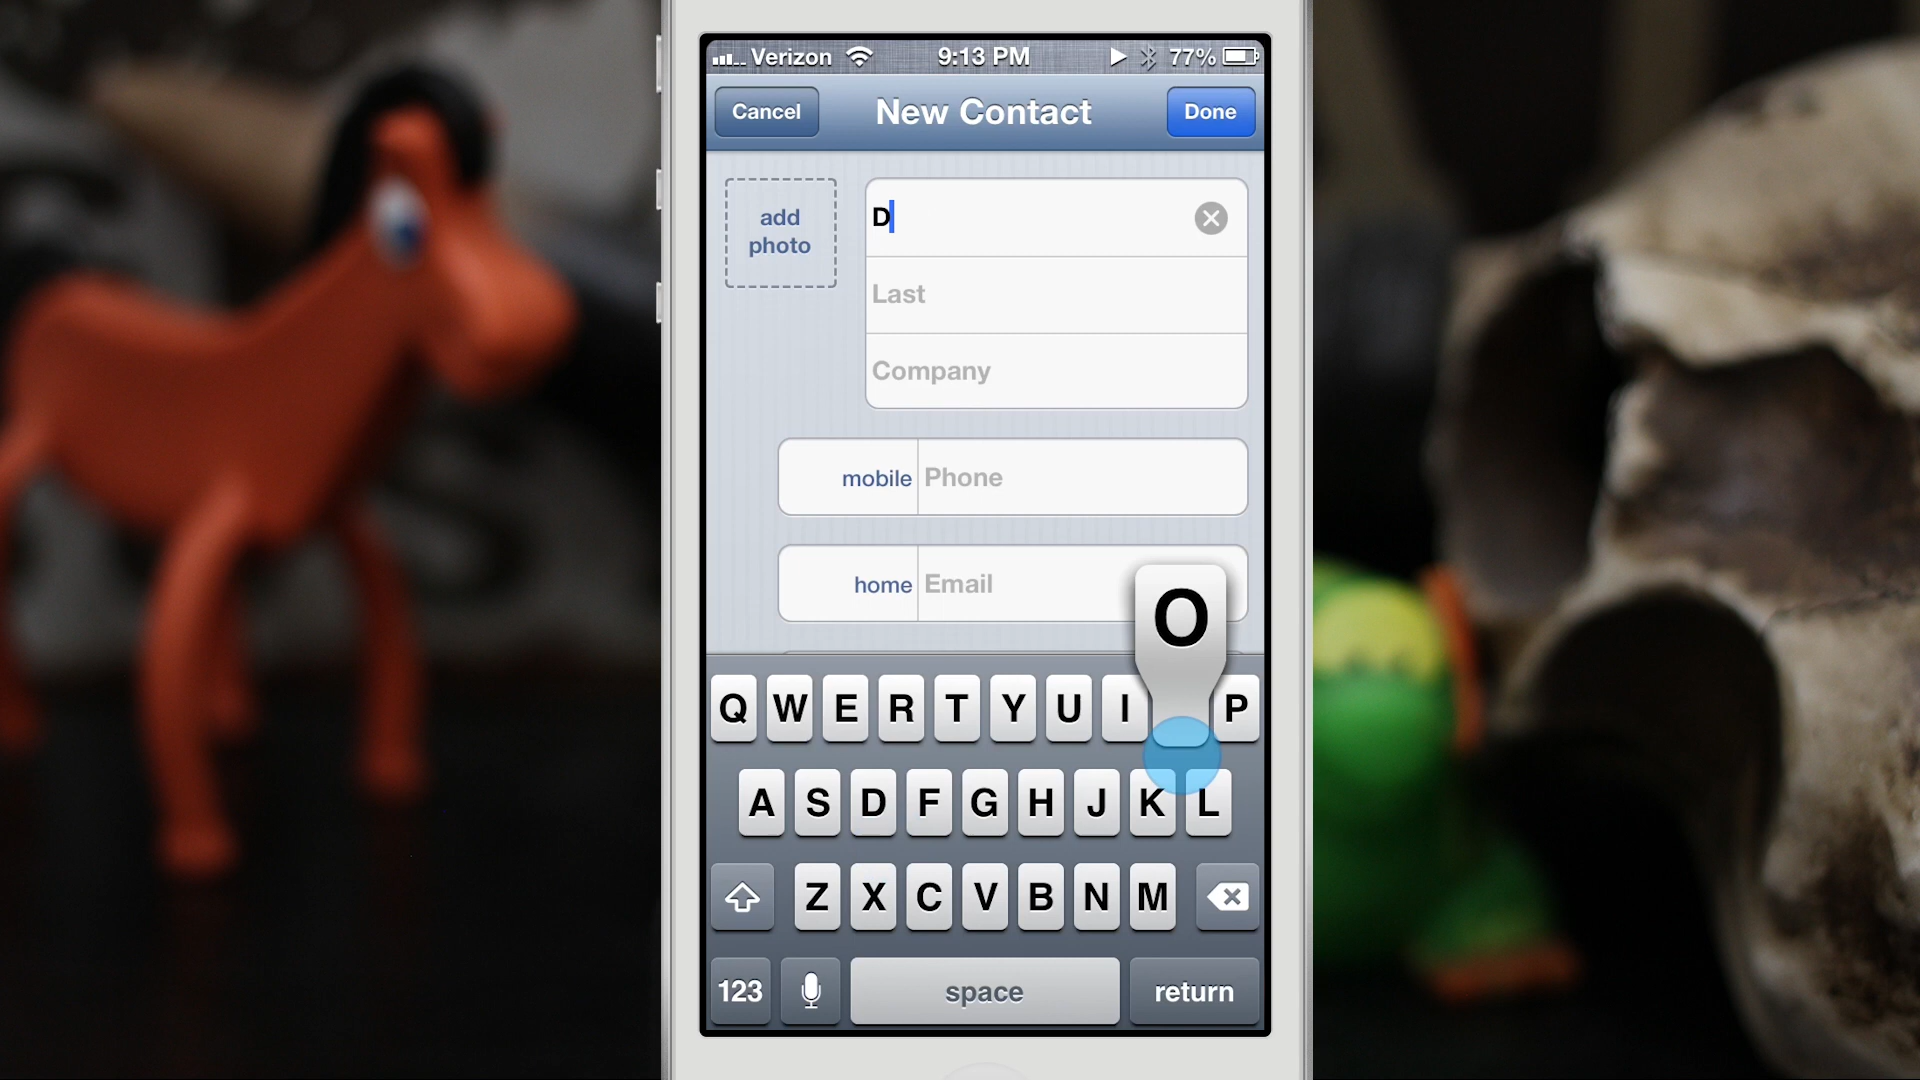 Verizon 9:13 PM 77%
Cancel New Contact Done
add
photo
D
Last
Company
mobile Phone
home Email
O
Q W E R T Y U I P
A S D F G H J K L
Z X C V B N M
123 space return